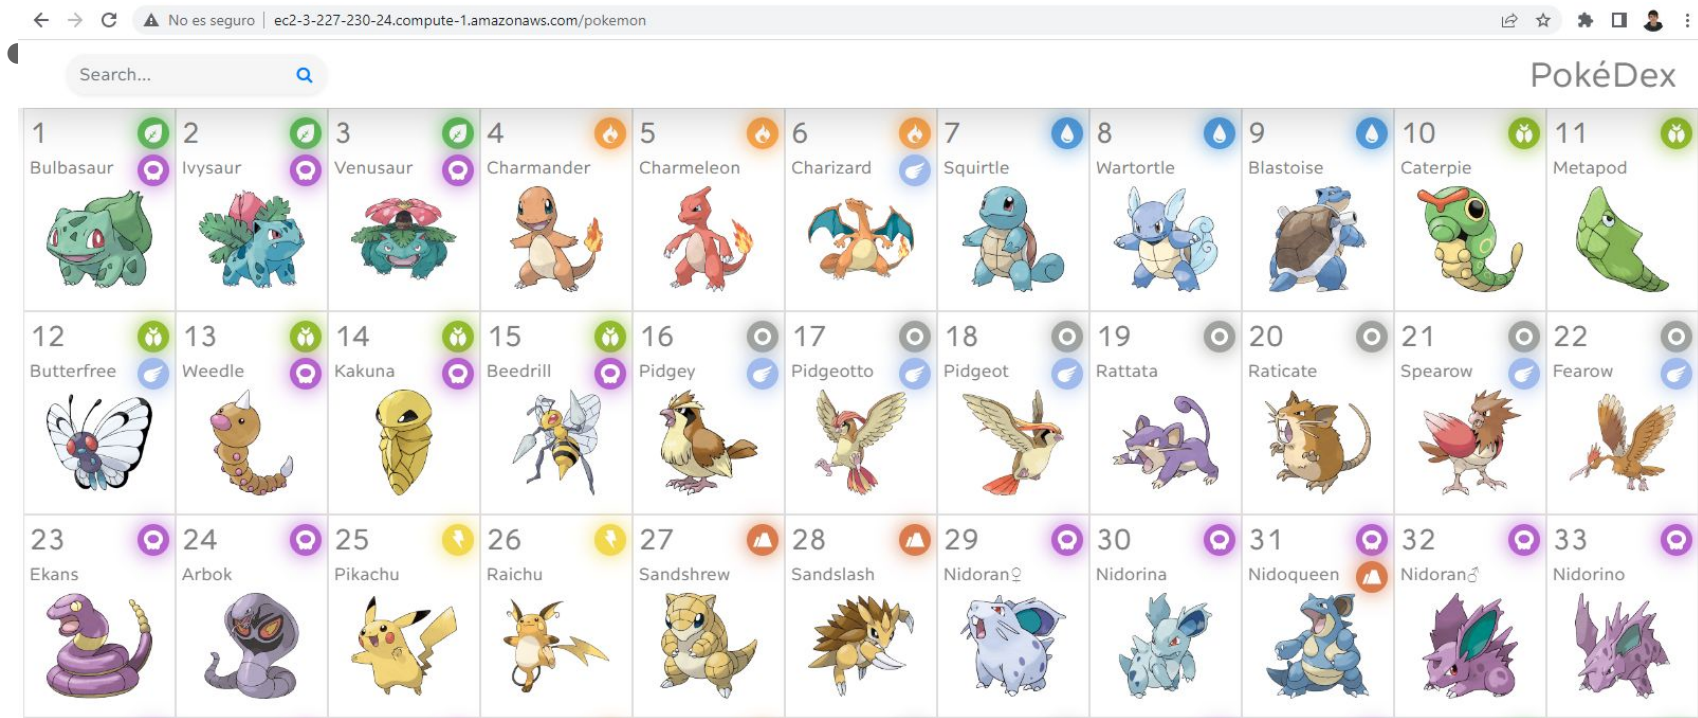 No es seguro ec2-3-227-230-24.compute-1.amazonaws.com/pokemon
Search... PokéDex
1 2 3 4 5 6 7 8 9 10 11
Bulbasaur Ivysaur Venusaur Charmander Charmeleon Charizard Squirtle Wartortle Blastoise Caterpie Metapod
12 13 14 15 16 17 18 19 20 21 22
Butterfree Weedle Kakuna Beedrill Pidgey Pidgeotto Pidgeot Rattata Raticate Spearow Fearow
23 24 25 26 27 28 29 30 31 32 33
Ekans Arbok Pikachu Raichu Sandshrew Sandslash Nidoran♀ Nidorina Nidoqueen Nidoran♂ Nidorino